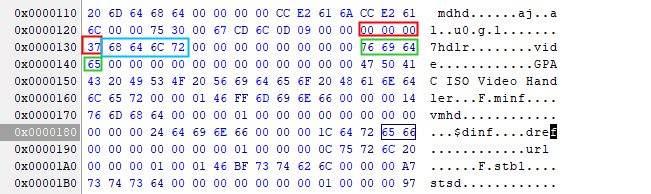 0x0000110 20 6D 64 68 64 00 00 00 00 CC E2 61 6A CC E2 61  mdhd......aj..a
0x0000120 6C 00 00 75 30 00 67 CD 6C 0D 09 00 00 00 00 00 l..u0.g.l.......
0x0000130 37 68 64 6C 72 00 00 00 00 00 00 00 00 76 69 64 7hdlr........vid
0x0000140 65 00 00 00 00 00 00 00 00 00 00 00 00 47 50 41 e............GPA
0x0000150 43 20 49 53 4F 20 56 69 64 65 6F 20 48 61 6E 64 C ISO Video Hand
0x0000160 6C 65 72 00 00 01 46 FF 6D 69 6E 66 00 00 00 14 ler...F.minf....
0x0000170 76 6D 68 64 00 00 00 01 00 00 00 00 00 00 00 00 vmhd............
0x0000180 00 00 00 24 64 69 6E 66 00 00 00 1C 64 72 65 66 ...$dinf....dref
0x0000190 00 00 00 00 00 00 00 01 00 00 00 0C 75 72 6C 20 ............url
0x00001A0 00 00 00 01 00 01 46 BF 73 74 62 6C 00 00 00 A7 ......F.stbl....
0x00001B0 73 74 73 64 00 00 00 00 00 00 00 01 00 00 00 97 stsd............